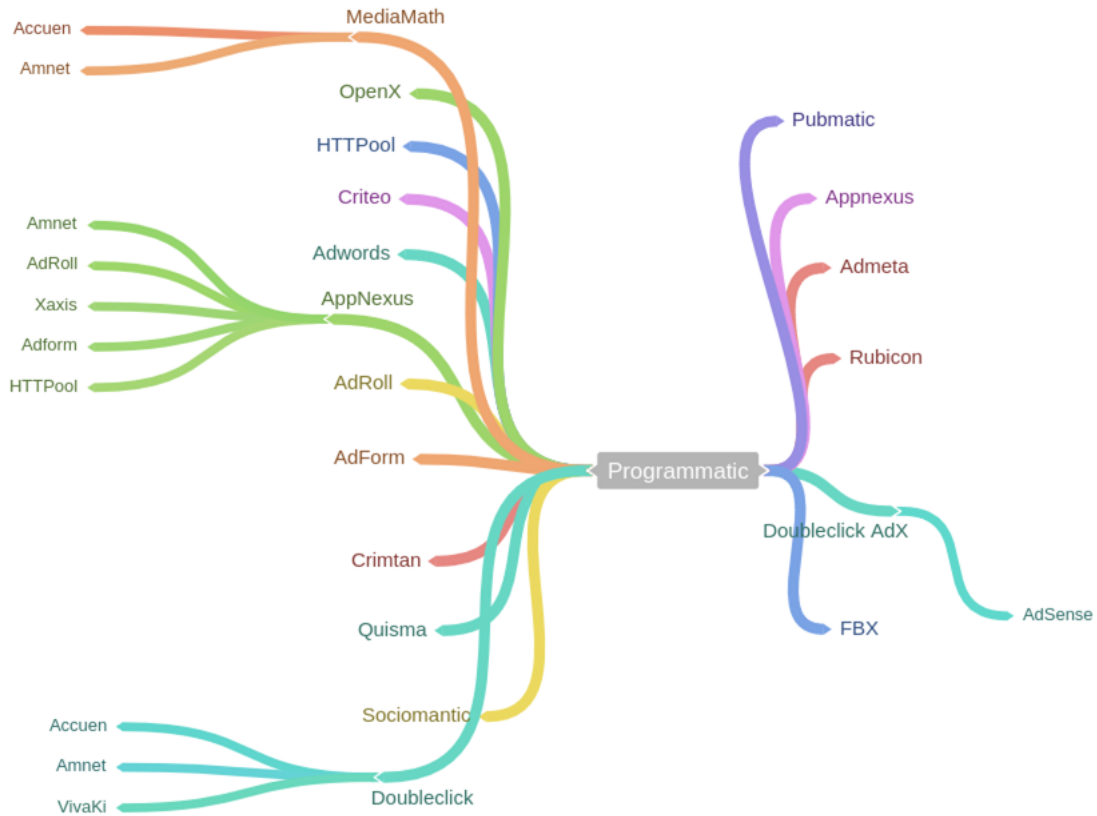 MediaMath
Accuen
Amnet
OpenX
HTTPool
Criteo
Adwords
AppNexus
Amnet
AdRoll
Xaxis
Adform
HTTPool
AdRoll
AdForm
Crimtan
Quisma
Sociomantic
Doubleclick
Accuen
Amnet
VivaKi
Programmatic
Pubmatic
Appnexus
Admeta
Rubicon
Doubleclick AdX
AdSense
FBX